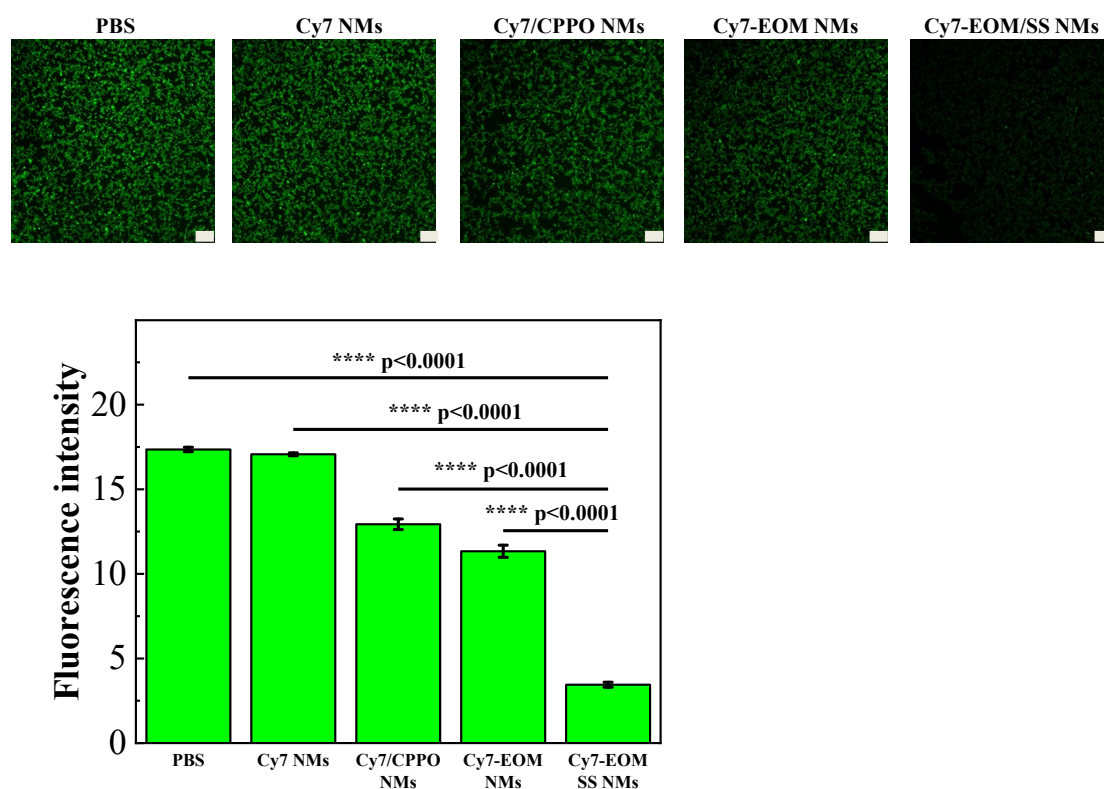 PBS
Cy7 NMs
Cy7/CPPO NMs
Cy7-EOM NMs
Cy7-EOM/SS NMs
**** p<0.0001
**** p<0.0001
**** p<0.0001
**** p<0.0001
Fluorescence intensity
20
15
10
5
0
PBS
Cy7 NMs
Cy7/CPPO
NMs
Cy7-EOM
NMs
Cy7-EOM
SS NMs